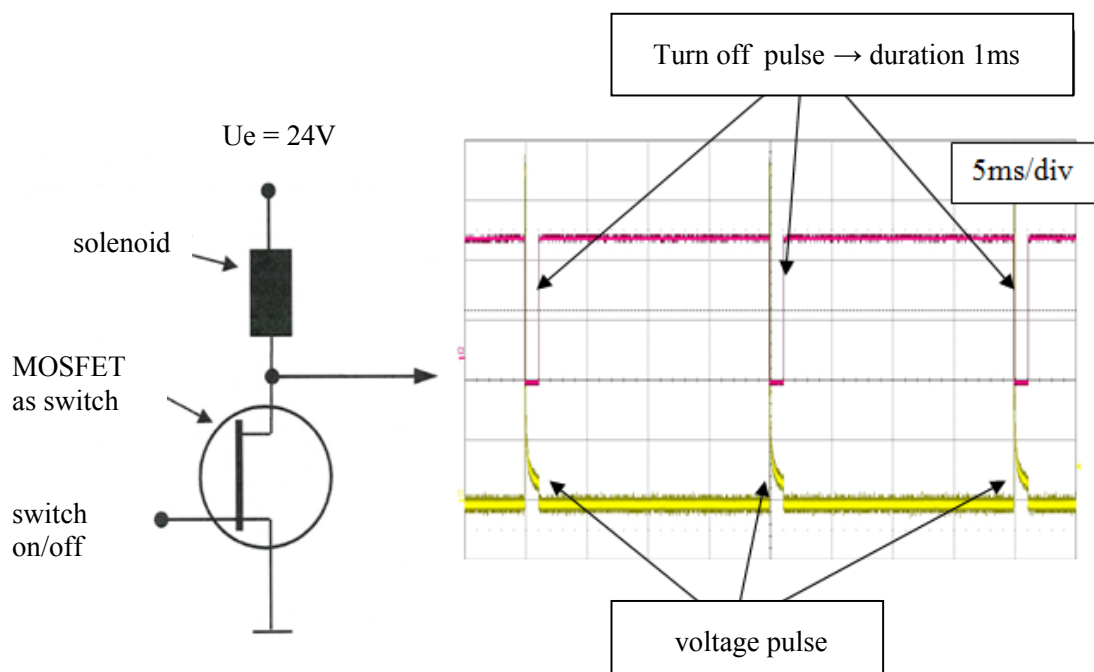 Turn off pulse → duration 1ms
Ue = 24V
5ms/div
solenoid
MOSFET
as switch
switch
on/off
voltage pulse